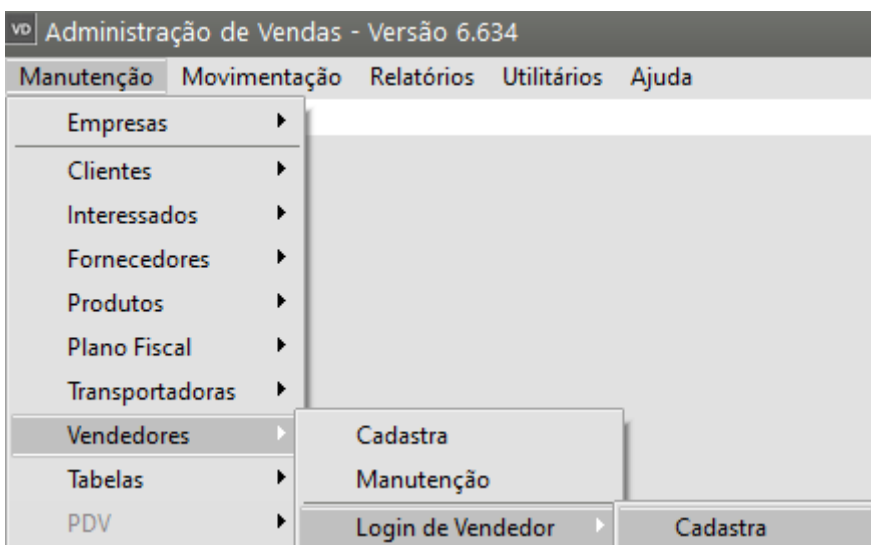 VD Administração de Vendas - Versão 6.634
Manutenção Movimentação Relatórios Utilitários Ajuda
Empresas
Clientes
Interessados
Fornecedores
Produtos
Plano Fiscal
Transportadoras
Vendedores
Cadastra
Tabelas
Manutenção
PDV
Login de Vendedor
Cadastra